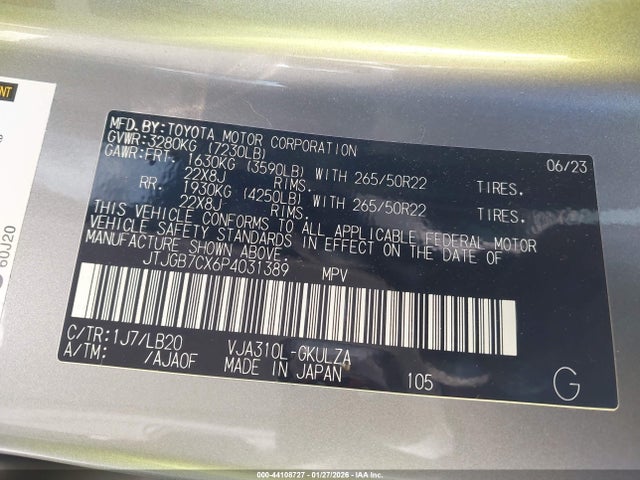 MFD.BY:TOYOTA MOTOR CORPORATION 06/23
GVWR:3280KG (7230LB)
GAWR:FRT. 1630KG (3590LB) WITH 265/50R22 TIRES.
22X8J RIMS.
RR. 1930KG (4250LB) WITH 265/50R22 TIRES.
22X8J RIMS.
THIS VEHICLE CONFORMS TO ALL APPLICABLE FEDERAL MOTOR
VEHICLE SAFETY STANDARDS IN EFFECT ON THE DATE OF
MANUFACTURE SHOWN ABOVE.
JTJGB7CX6P4031389 MPV
C/TR:1J7/LB20 VJA310L-GKULZA
A/TM: /AJA0F MADE IN JAPAN 105 G
60J20
000-44108727 - 01/27/2026 - IAA Inc.